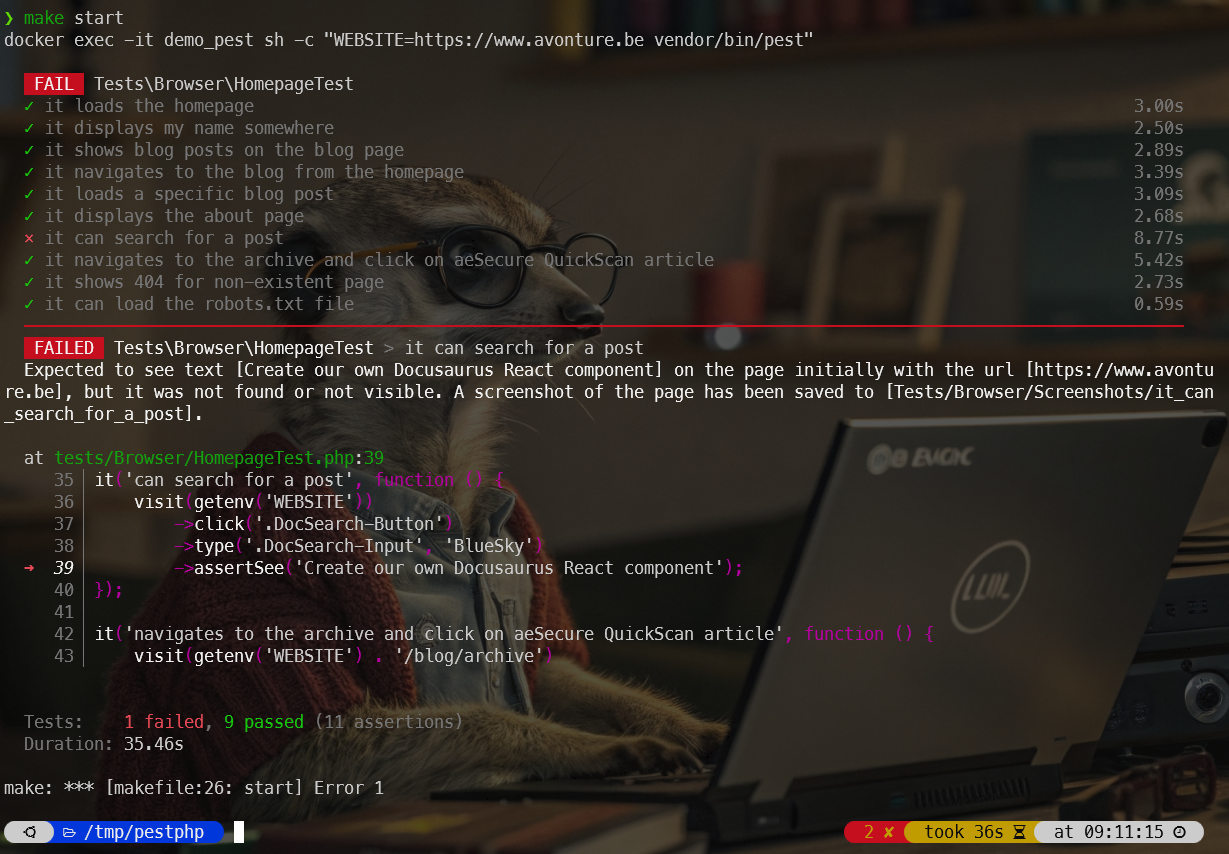 ❯ make start
docker exec -it demo_pest sh -c "WEBSITE=https://www.avonture.be vendor/bin/pest"
FAIL Tests\Browser\HomepageTest
✓ it loads the homepage 3.00s
✓ it displays my name somewhere 2.50s
✓ it shows blog posts on the blog page 2.89s
✓ it navigates to the blog from the homepage 3.39s
✓ it loads a specific blog post 3.09s
✓ it displays the about page 2.68s
⨯ it can search for a post 8.77s
✓ it navigates to the archive and click on aeSecure QuickScan article 5.42s
✓ it shows 404 for non-existent page 2.73s
✓ it can load the robots.txt file 0.59s
FAILED Tests\Browser\HomepageTest > it can search for a post
Expected to see text [Create our own Docusaurus React component] on the page initially with the url [https://www.avontu
re.be], but it was not found or not visible. A screenshot of the page has been saved to [Tests/Browser/Screenshots/it_can
_search_for_a_post].
at tests/Browser/HomepageTest.php:39
35 it('can search for a post', function () {
36 visit(getenv('WEBSITE'))
37 ->click('.DocSearch-Button')
38 ->type('.DocSearch-Input', 'BlueSky')
➜ 39 ->assertSee('Create our own Docusaurus React component');
40 });
41
42 it('navigates to the archive and click on aeSecure QuickScan article', function () {
43 visit(getenv('WEBSITE') . '/blog/archive')
Tests: 1 failed, 9 passed (11 assertions)
Duration: 35.46s
make: *** [makefile:26: start] Error 1
/tmp/pestphp 2 ✘ took 36s at 09:11:15